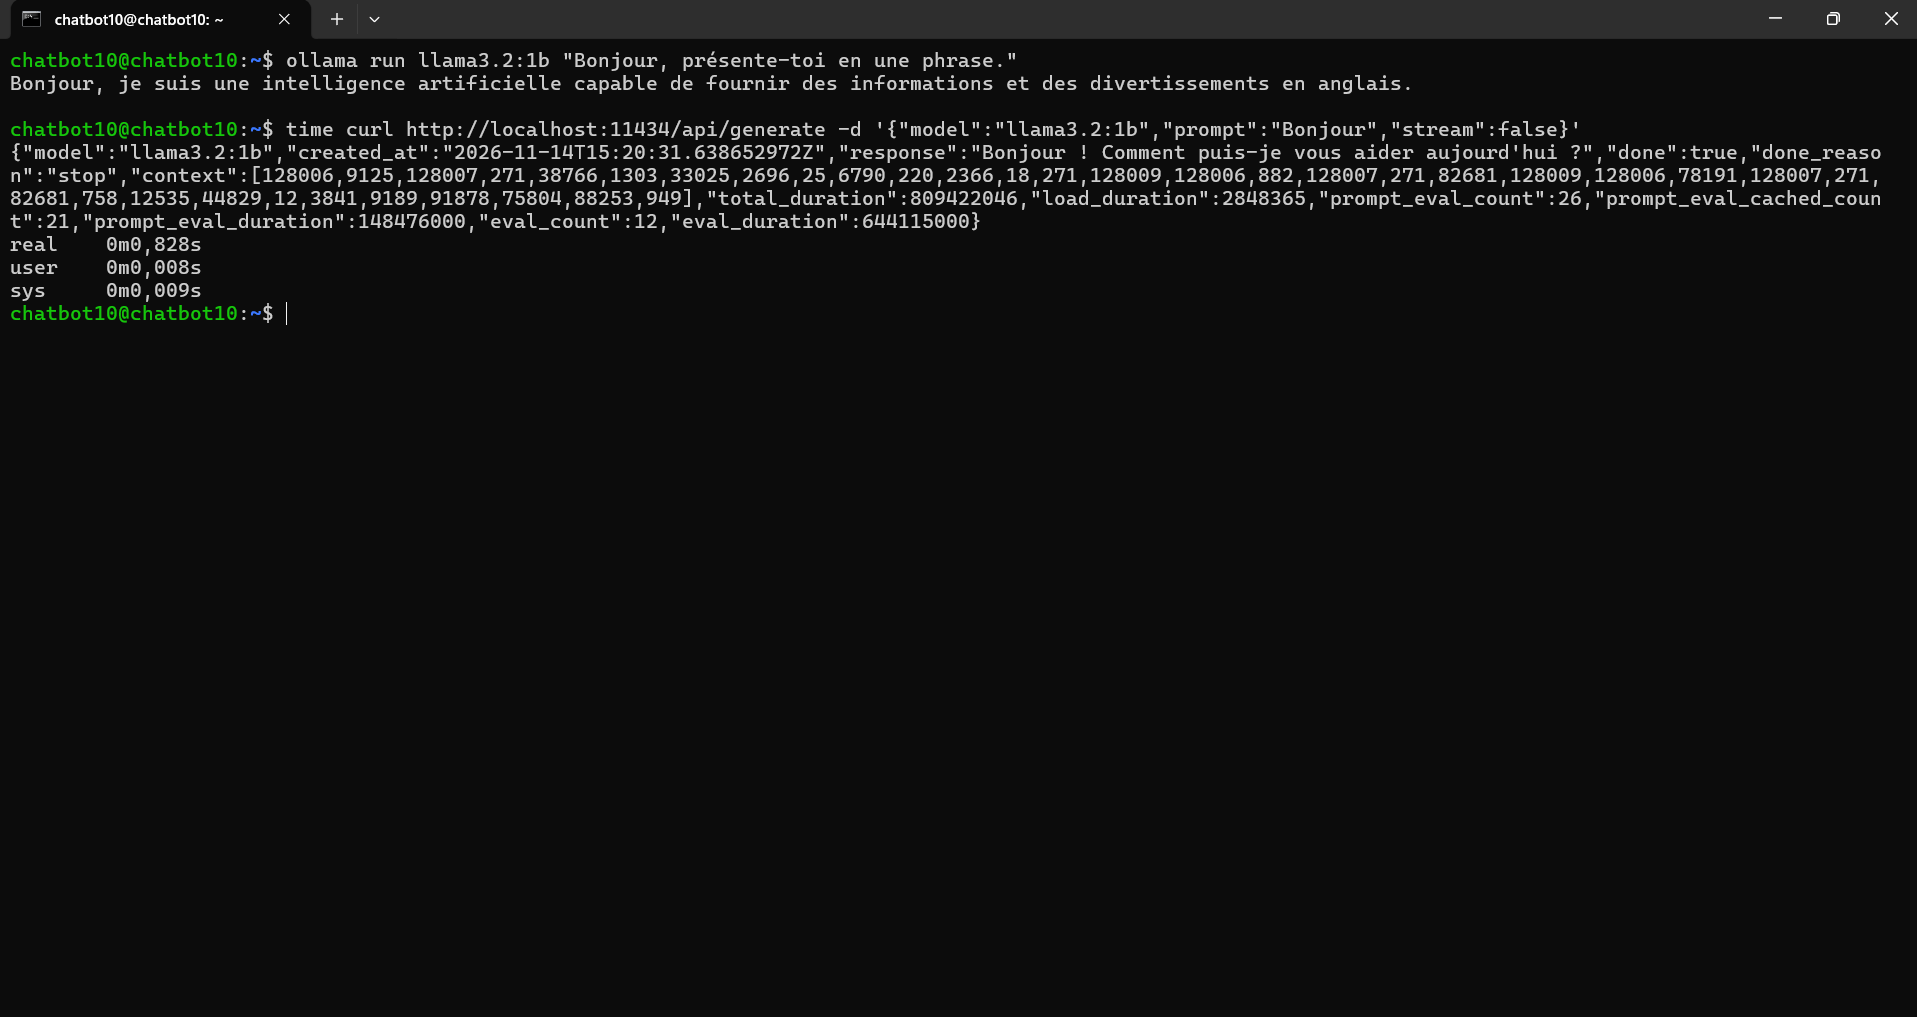 chatbot10@chatbot10: ~
chatbot10@chatbot10:~$ ollama run llama3.2:1b "Bonjour, présente-toi en une phrase."
Bonjour, je suis une intelligence artificielle capable de fournir des informations et des divertissements en anglais.
chatbot10@chatbot10:~$ time curl http://localhost:11434/api/generate -d '{"model":"llama3.2:1b","prompt":"Bonjour","stream":false}'
{"model":"llama3.2:1b","created_at":"2026-11-14T15:20:31.638652972Z","response":"Bonjour ! Comment puis-je vous aider aujourd'hui ?","done":true,"done_reaso
n":"stop","context":[128006,9125,128007,271,38766,1303,33025,2696,25,6790,220,2366,18,271,128009,128006,882,128007,271,82681,128009,128006,78191,128007,271,
82681,758,12535,44829,12,3841,9189,91878,75804,88253,949],"total_duration":809422046,"load_duration":2848365,"prompt_eval_count":26,"prompt_eval_cached_coun
t":21,"prompt_eval_duration":148476000,"eval_count":12,"eval_duration":644115000}
real    0m0,828s
user    0m0,008s
sys     0m0,009s
chatbot10@chatbot10:~$